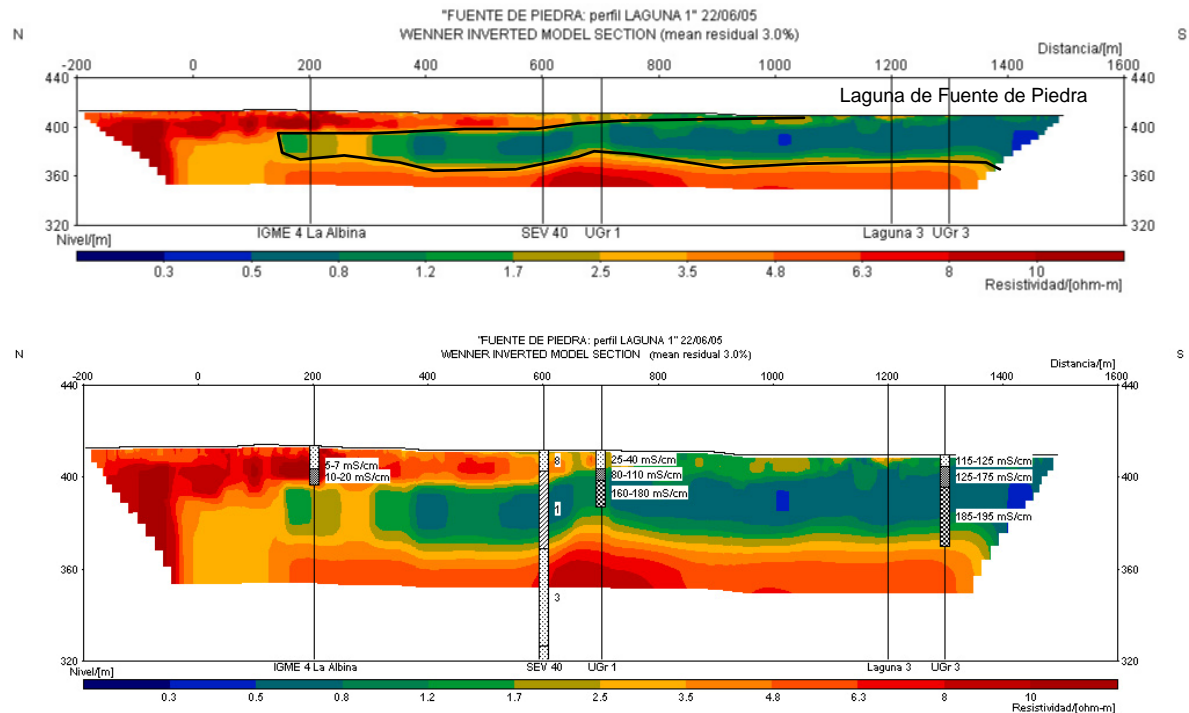 "FUENTE DE PIEDRA: perfil LAGUNA 1" 22/06/05
N WENNER INVERTED MODEL SECTION (mean residual 3.0%) S
Distancia/[m]
-200 0 200 400 600 800 1000 1200 1400 1600
440 440
Laguna de Fuente de Piedra
400 400
360 360
320 320
IGME 4 La Albina SEV 40 UGr 1 Laguna 3 UGr 3
Nivel/[m]
0.3 0.5 0.8 1.2 1.7 2.5 3.5 4.8 6.3 8 10
Resistividad/[ohm-m]
"FUENTE DE PIEDRA: perfil LAGUNA 1" 22/06/05
N WENNER INVERTED MODEL SECTION (mean residual 3.0%) S
Distancia/[m]
-200 0 200 400 600 800 1000 1200 1400 1600
440 440
8 25-40 mS/cm 115-125 mS/cm
5-7 mS/cm
400 10-20 mS/cm 80-110 mS/cm 125-175 mS/cm 400
160-180 mS/cm
1 185-195 mS/cm
360 360
3
320 320
IGME 4 La Albina SEV 40 UGr 1 Laguna 3 UGr 3
Nivel/[m]
0.3 0.5 0.8 1.2 1.7 2.5 3.5 4.8 6.3 8 10
Resistividad/[ohm-m]